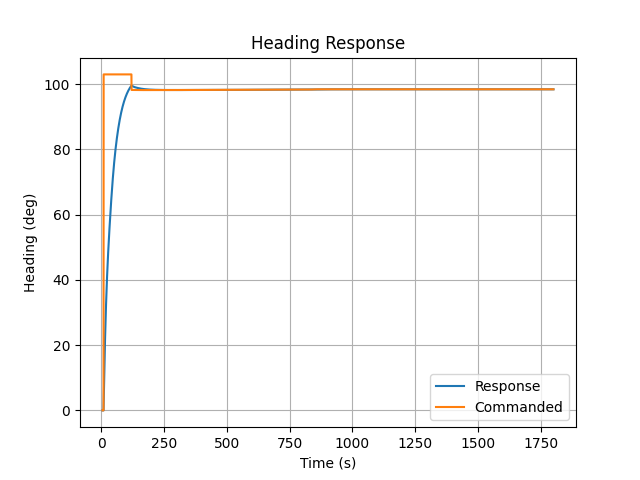 Heading Response
100
80
60
40
20
0
Heading (deg)
Response
Commanded
0 250 500 750 1000 1250 1500 1750
Time (s)